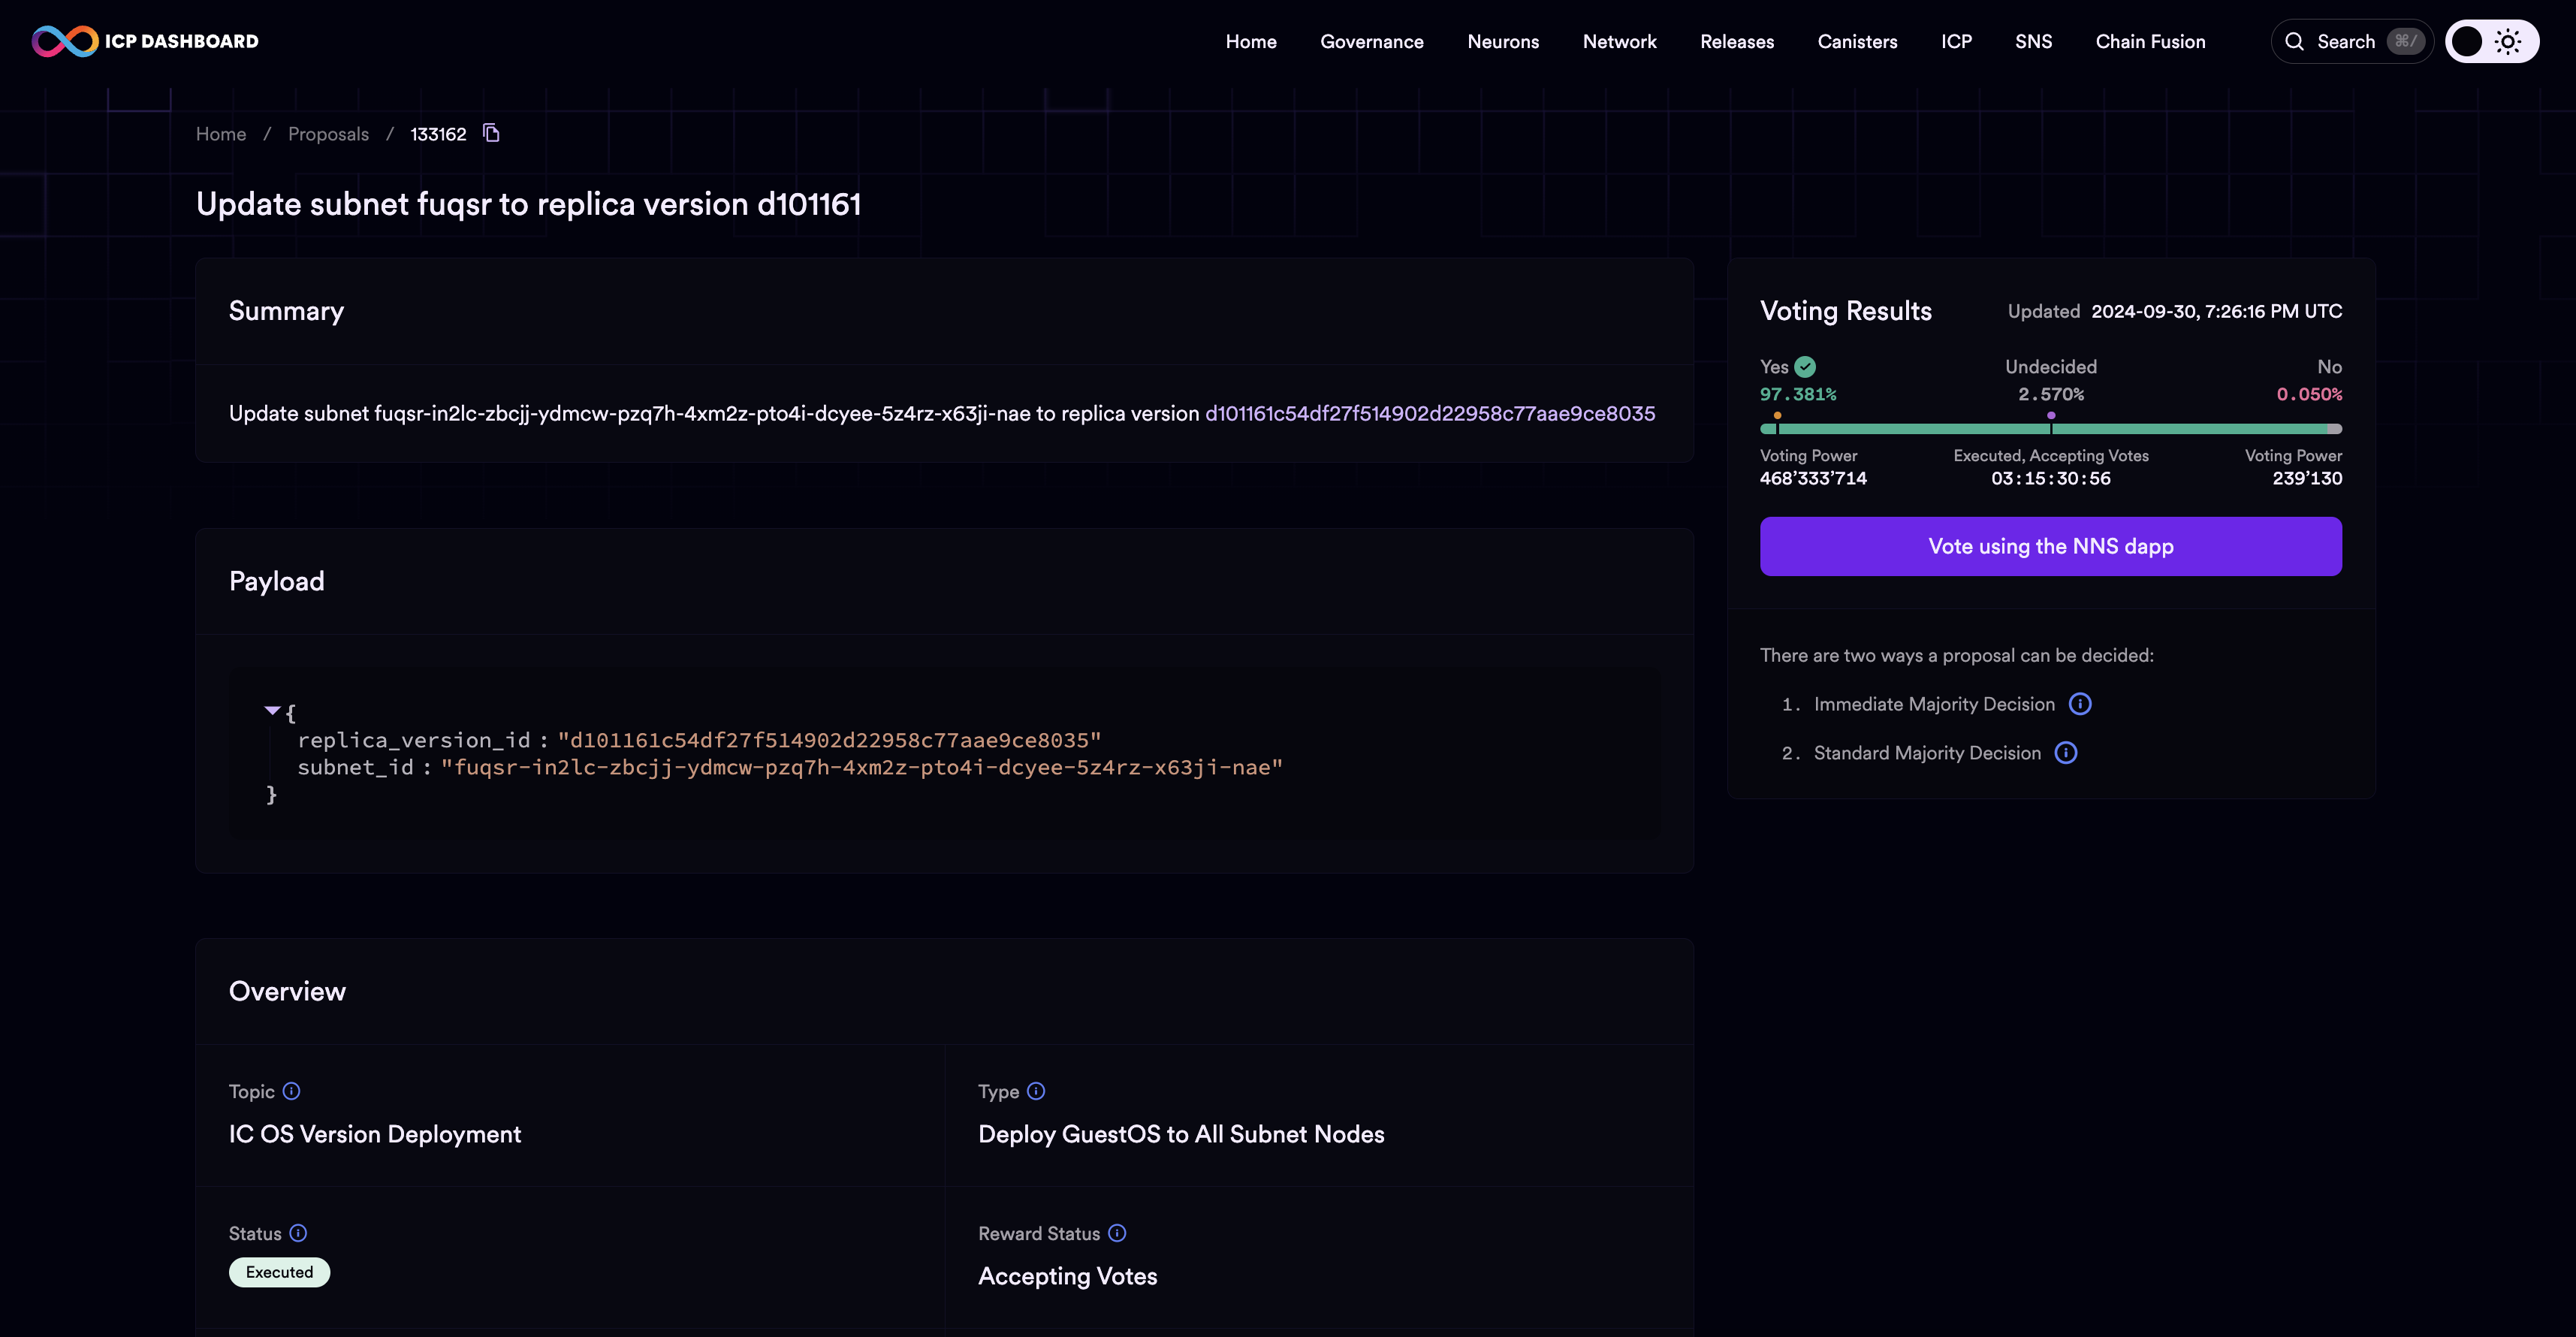 ICP DASHBOARD
Home Governance Neurons Network Releases Canisters ICP SNS Chain Fusion Search ⌘/
Home / Proposals / 133162
Update subnet fuqsr to replica version d101161
Summary
Update subnet fuqsr-in2lc-zbcjj-ydmcw-pzq7h-4xm2z-pto4i-dcyee-5z4rz-x63ji-nae to replica version d101161c54df27f514902d22958c77aae9ce8035
Payload
{
replica_version_id : "d101161c54df27f514902d22958c77aae9ce8035"
subnet_id : "fuqsr-in2lc-zbcjj-ydmcw-pzq7h-4xm2z-pto4i-dcyee-5z4rz-x63ji-nae"
}
Overview
Topic
IC OS Version Deployment
Type
Deploy GuestOS to All Subnet Nodes
Status
Executed
Reward Status
Accepting Votes
Voting Results Updated 2024-09-30, 7:26:16 PM UTC
Yes Undecided No
97.381% 2.570% 0.050%
Voting Power Executed, Accepting Votes Voting Power
468’333’714 03:15:30:56 239’130
Vote using the NNS dapp
There are two ways a proposal can be decided:
1. Immediate Majority Decision
2. Standard Majority Decision